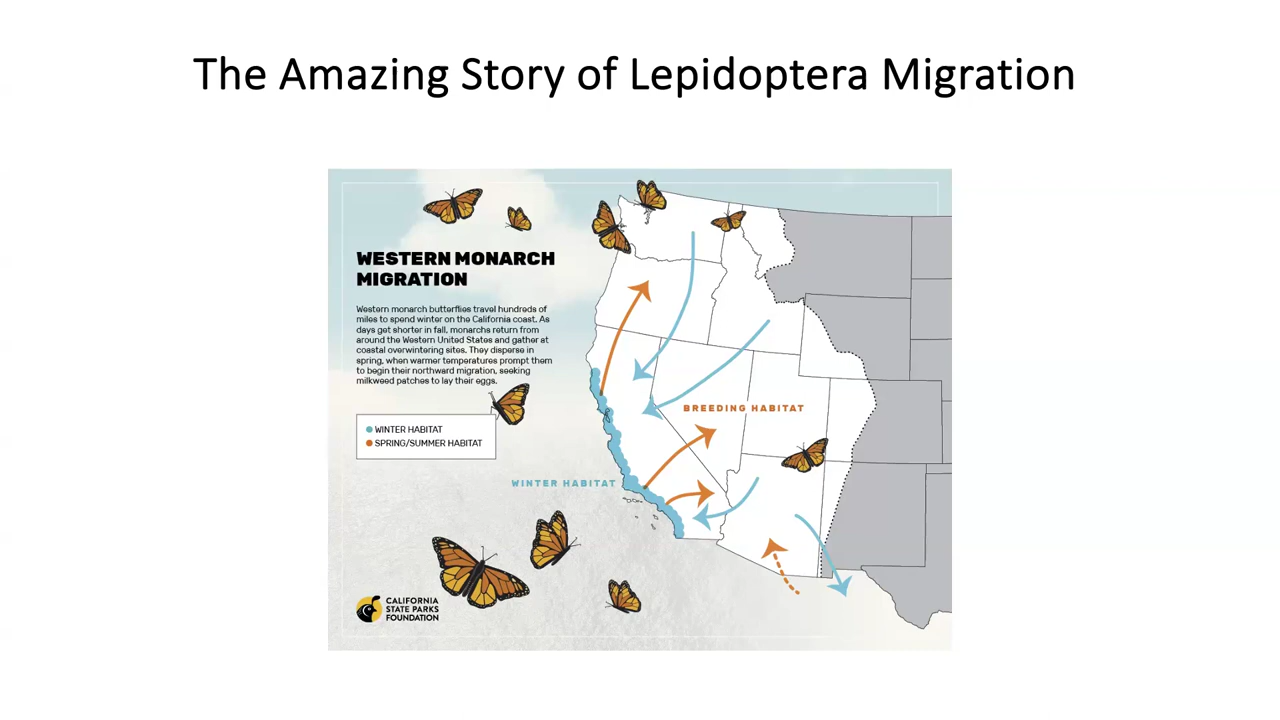 The Amazing Story of Lepidoptera Migration
WESTERN MONARCH
MIGRATION
Western monarch butterflies travel hundreds of
miles to spend winter on the California coast. As
days get shorter in fall, monarchs return from
around the Western United States and gather at
coastal overwintering sites. They disperse in
spring, when warmer temperatures prompt them
to begin their northward migration, seeking
milkweed patches to lay their eggs.
WINTER HABITAT
SPRING/SUMMER HABITAT
BREEDING HABITAT
WINTER HABITAT
CALIFORNIA
STATE PARKS
FOUNDATION